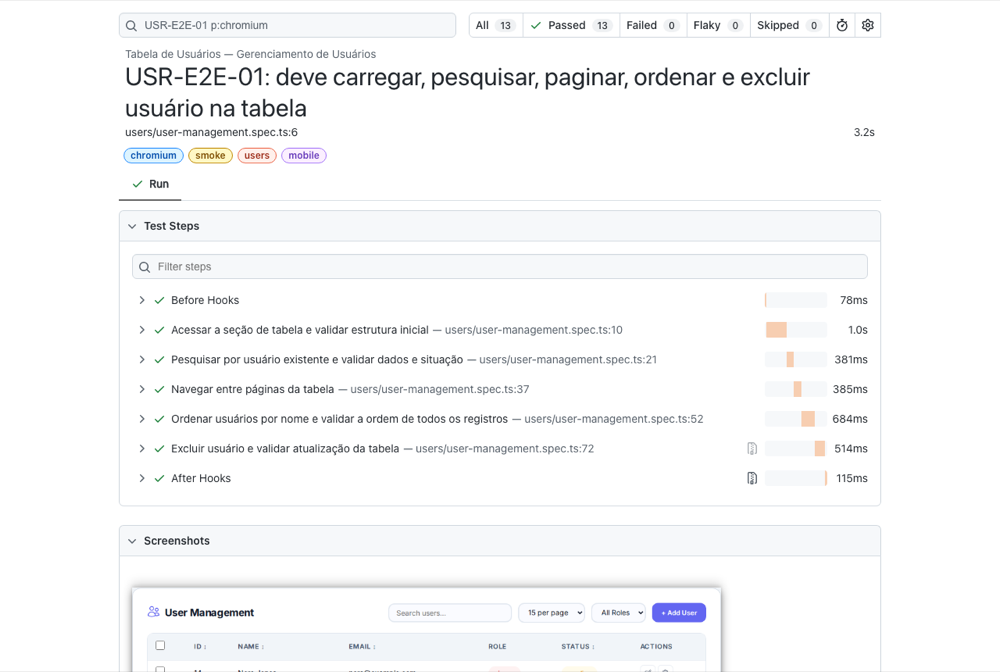 USR-E2E-01 p:chromium
All 13 Passed 13 Failed 0 Flaky 0 Skipped 0
Tabela de Usuários — Gerenciamento de Usuários
USR-E2E-01: deve carregar, pesquisar, paginar, ordenar e excluir
usuário na tabela
users/user-management.spec.ts:6 3.2s
chromium smoke users mobile
Run
Test Steps
Filter steps
Before Hooks 78ms
Acessar a seção de tabela e validar estrutura inicial — users/user-management.spec.ts:10 1.0s
Pesquisar por usuário existente e validar dados e situação — users/user-management.spec.ts:21 381ms
Navegar entre páginas da tabela — users/user-management.spec.ts:37 385ms
Ordenar usuários por nome e validar a ordem de todos os registros — users/user-management.spec.ts:52 684ms
Excluir usuário e validar atualização da tabela — users/user-management.spec.ts:72 514ms
After Hooks 115ms
Screenshots
User Management Search users... 15 per page All Roles + Add User
ID NAME EMAIL ROLE STATUS ACTIONS